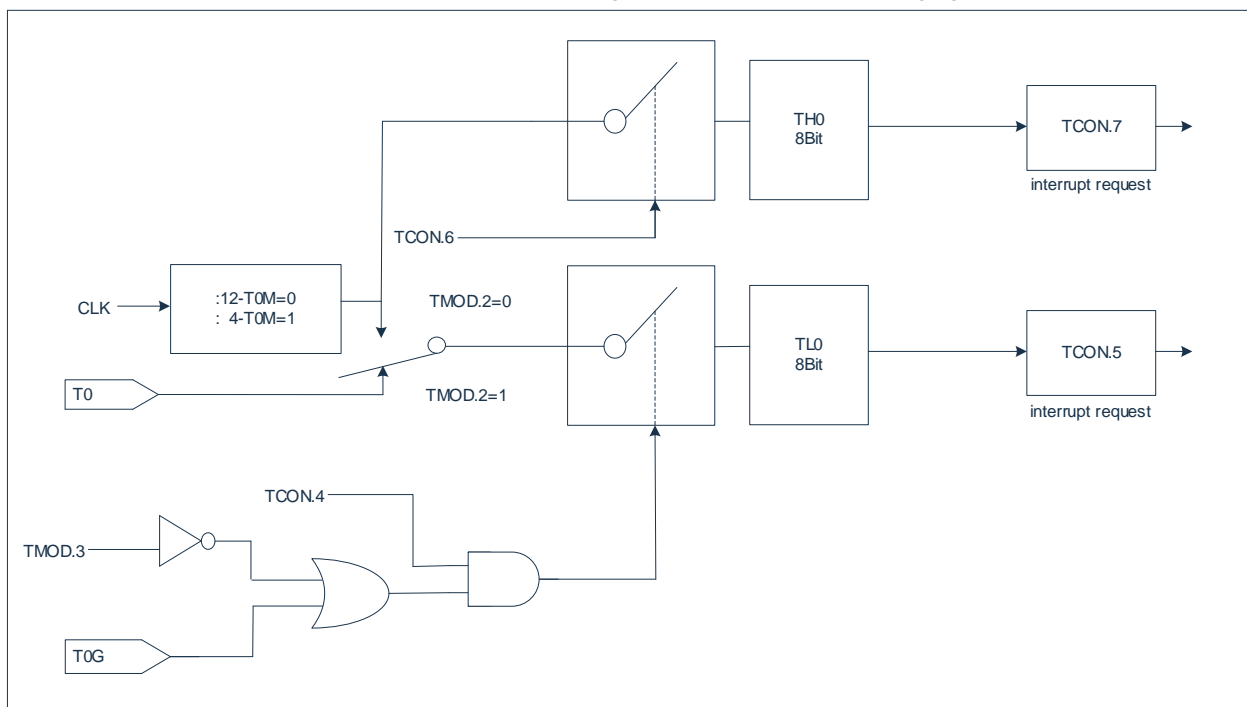 TH0
8Bit
TCON.7
interrupt request
TCON.6
CLK
:12-T0M=0
: 4-T0M=1
TMOD.2=0
TL0
8Bit
TCON.5
interrupt request
T0
TMOD.2=1
TCON.4
TMOD.3
T0G